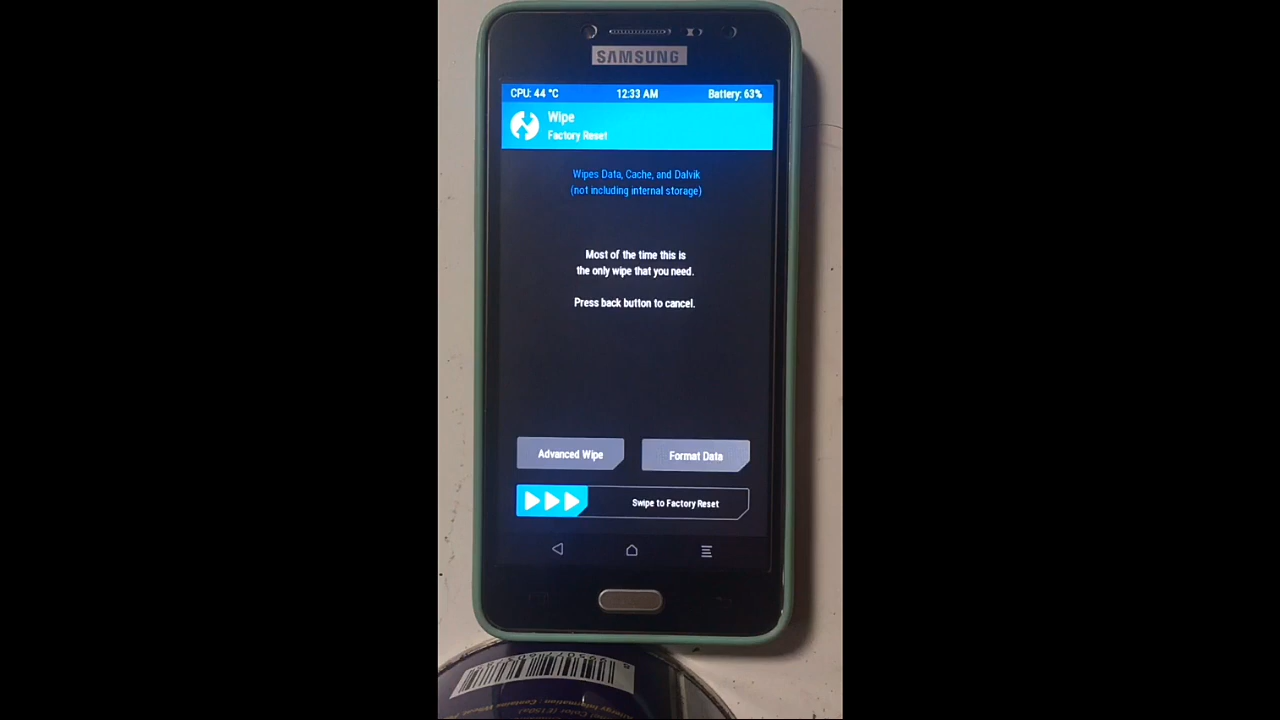 SAMSUNG
CPU: 44 °C 12:33 AM Battery: 63%
Wipe
Factory Reset
Wipes Data, Cache, and Dalvik
(not including internal storage)
Most of the time this is
the only wipe that you need.
Press back button to cancel.
Advanced Wipe Format Data
Swipe to Factory Reset